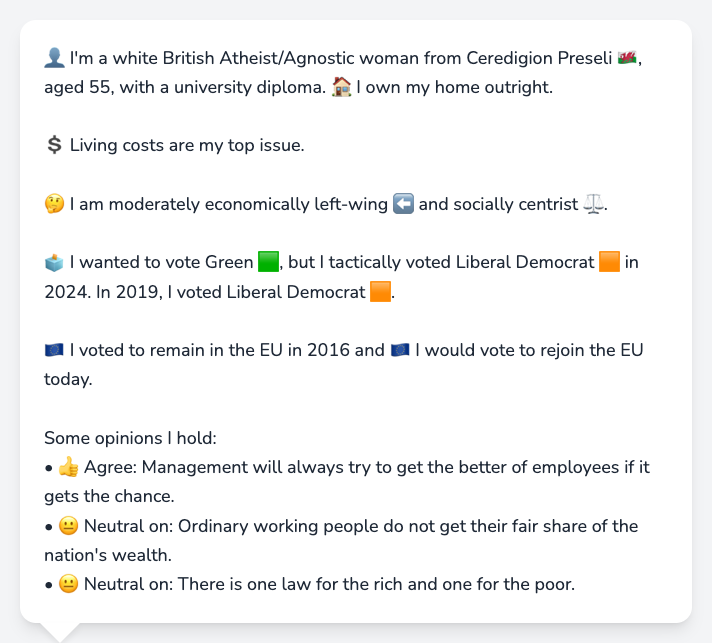 👤 I'm a white British Atheist/Agnostic woman from Ceredigion Preseli 🏴󠁧󠁢󠁷󠁬󠁳󠁿,
aged 55, with a university diploma. 🏠 I own my home outright.
💲 Living costs are my top issue.
🤔 I am moderately economically left-wing ⬅️ and socially centrist ⚖️.
🗳️ I wanted to vote Green 🟩, but I tactically voted Liberal Democrat 🟧 in
2024. In 2019, I voted Liberal Democrat 🟧.
🇪🇺 I voted to remain in the EU in 2016 and 🇪🇺 I would vote to rejoin the EU
today.
Some opinions I hold:
• 👍 Agree: Management will always try to get the better of employees if it
gets the chance.
• 😐 Neutral on: Ordinary working people do not get their fair share of the
nation's wealth.
• 😐 Neutral on: There is one law for the rich and one for the poor.